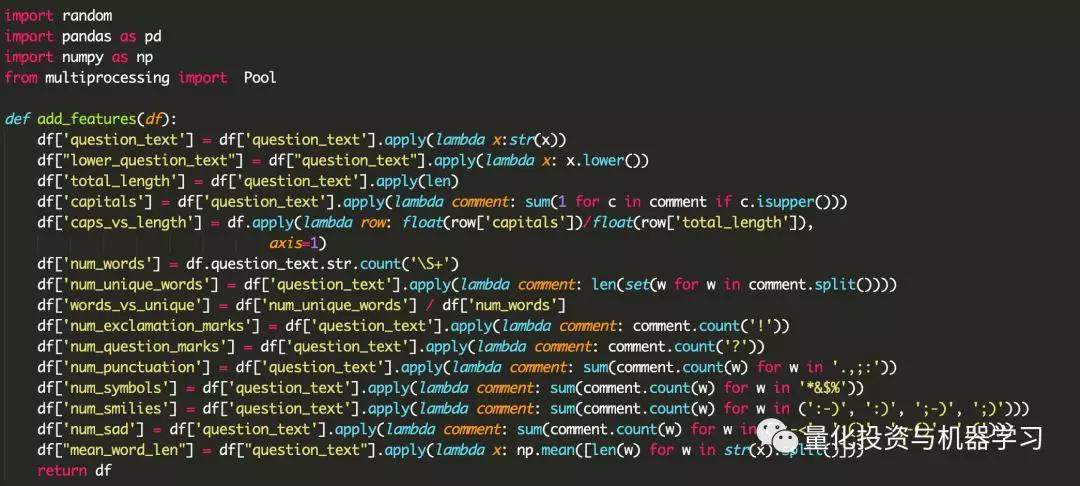 import random
import pandas as pd
import numpy as np
from multiprocessing import  Pool
def add_features(df):
    df['question_text'] = df['question_text'].apply(lambda x:str(x))
    df["lower_question_text"] = df["question_text"].apply(lambda x: x.lower())
    df['total_length'] = df['question_text'].apply(len)
    df['capitals'] = df['question_text'].apply(lambda comment: sum(1 for c in comment if c.isupper()))
    df['caps_vs_length'] = df.apply(lambda row: float(row['capitals'])/float(row['total_length']),
                                axis=1)
    df['num_words'] = df.question_text.str.count('\S+')
    df['num_unique_words'] = df['question_text'].apply(lambda comment: len(set(w for w in comment.split())))
    df['words_vs_unique'] = df['num_unique_words'] / df['num_words']
    df['num_exclamation_marks'] = df['question_text'].apply(lambda comment: comment.count('!'))
    df['num_question_marks'] = df['question_text'].apply(lambda comment: comment.count('?'))
    df['num_punctuation'] = df['question_text'].apply(lambda comment: sum(comment.count(w) for w in '.,;:'))
    df['num_symbols'] = df['question_text'].apply(lambda comment: sum(comment.count(w) for w in '*&$%'))
    df['num_smilies'] = df['question_text'].apply(lambda comment: sum(comment.count(w) for w in (':-)', ':)', ';-)', ';)')))
    df['num_sad'] = df['question_text'].apply(lambda comment: sum(comment.count(w) for w in
    df["mean_word_len"] = df["question_text"].apply(lambda x: np.mean([len(w) for w in str(x).split()]))
    return df
量化投资与机器学习